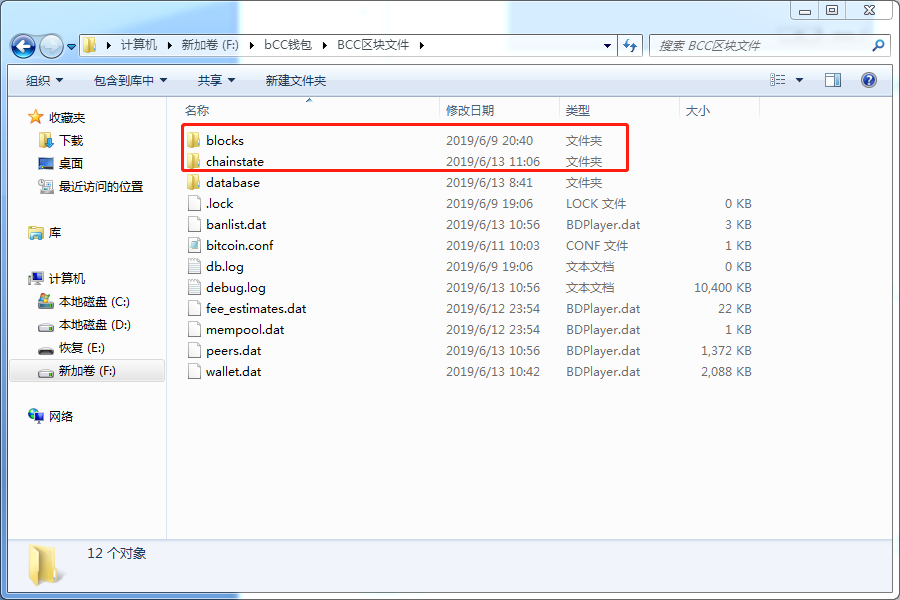 计算机 新加卷 (F:) bCC钱包 BCC区块文件 搜索 BCC区块文件
组织 包含到库中 共享 新建文件夹
名称 修改日期 类型 大小
收藏夹
下载
桌面
最近访问的位置
库
计算机
本地磁盘 (C:)
本地磁盘 (D:)
恢复 (E:)
新加卷 (F:)
网络
blocks 2019/6/9 20:40 文件夹
chainstate 2019/6/13 11:06 文件夹
database 2019/6/13 8:41 文件夹
.lock 2019/6/9 19:06 LOCK 文件 0 KB
banlist.dat 2019/6/13 10:56 BDPlayer.dat 3 KB
bitcoin.conf 2019/6/11 10:03 CONF 文件 1 KB
db.log 2019/6/9 19:06 文本文档 0 KB
debug.log 2019/6/13 10:56 文本文档 10,400 KB
fee_estimates.dat 2019/6/12 23:54 BDPlayer.dat 22 KB
mempool.dat 2019/6/12 23:54 BDPlayer.dat 1 KB
peers.dat 2019/6/13 10:56 BDPlayer.dat 1,372 KB
wallet.dat 2019/6/13 10:42 BDPlayer.dat 2,088 KB
12 个对象